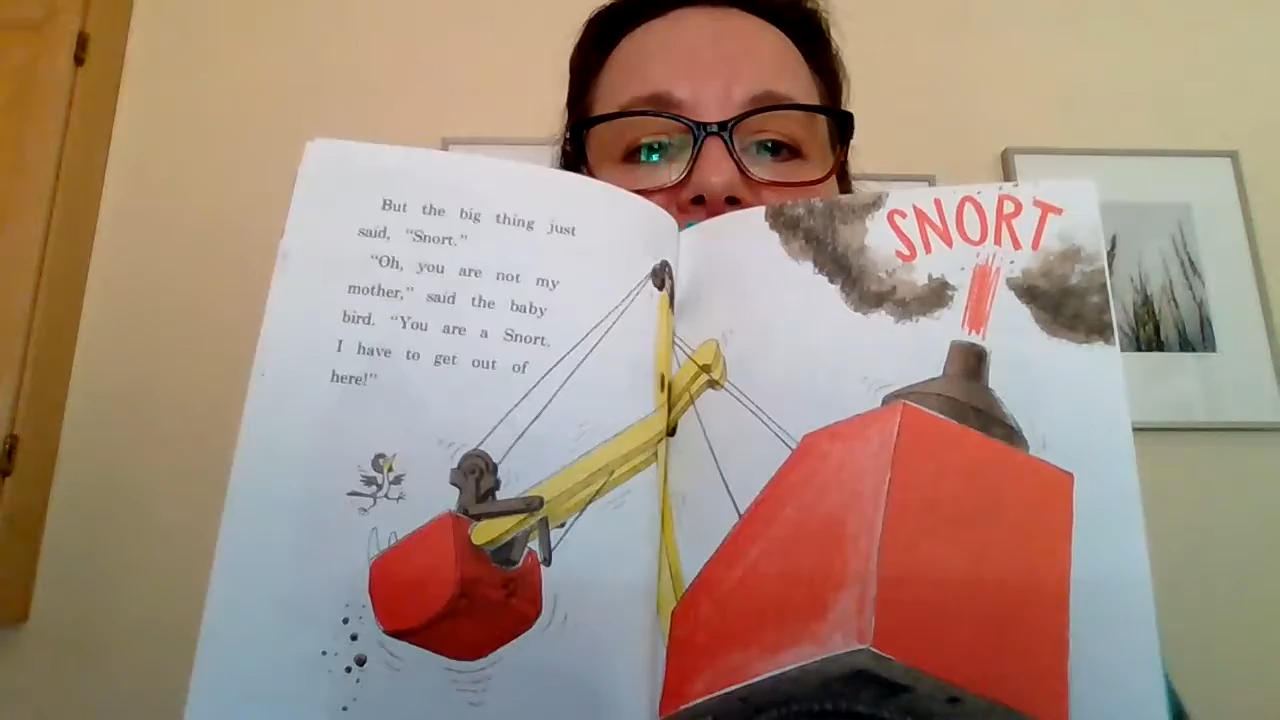 But the big thing just
said, "Snort."
"Oh, you are not my
mother," said the baby
bird. "You are a Snort.
I have to get out of
here!"
SNORT